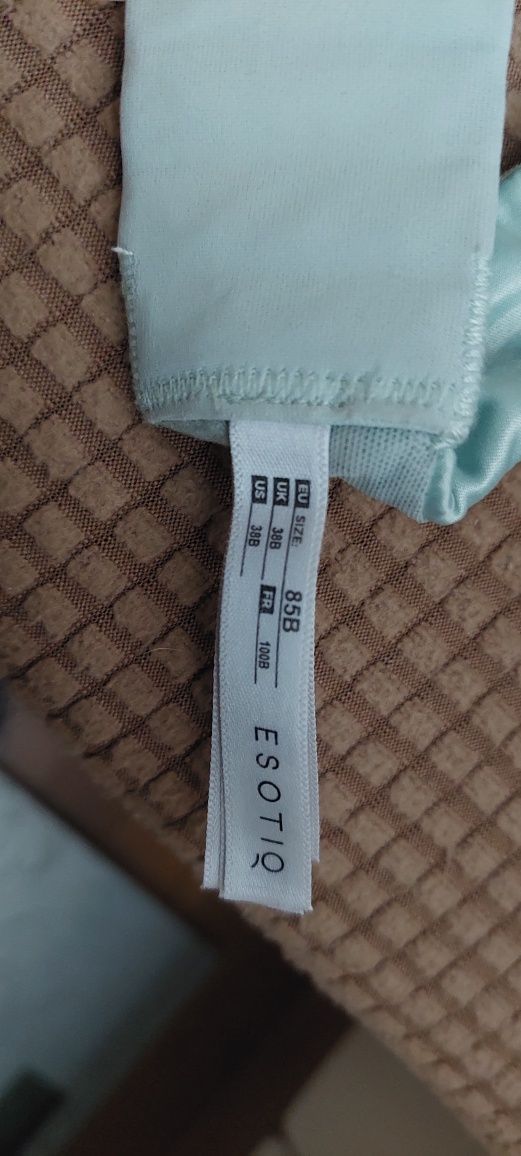 EU SIZE: 85B
UK 38B FR 100B
US 38B
ESOTIQ